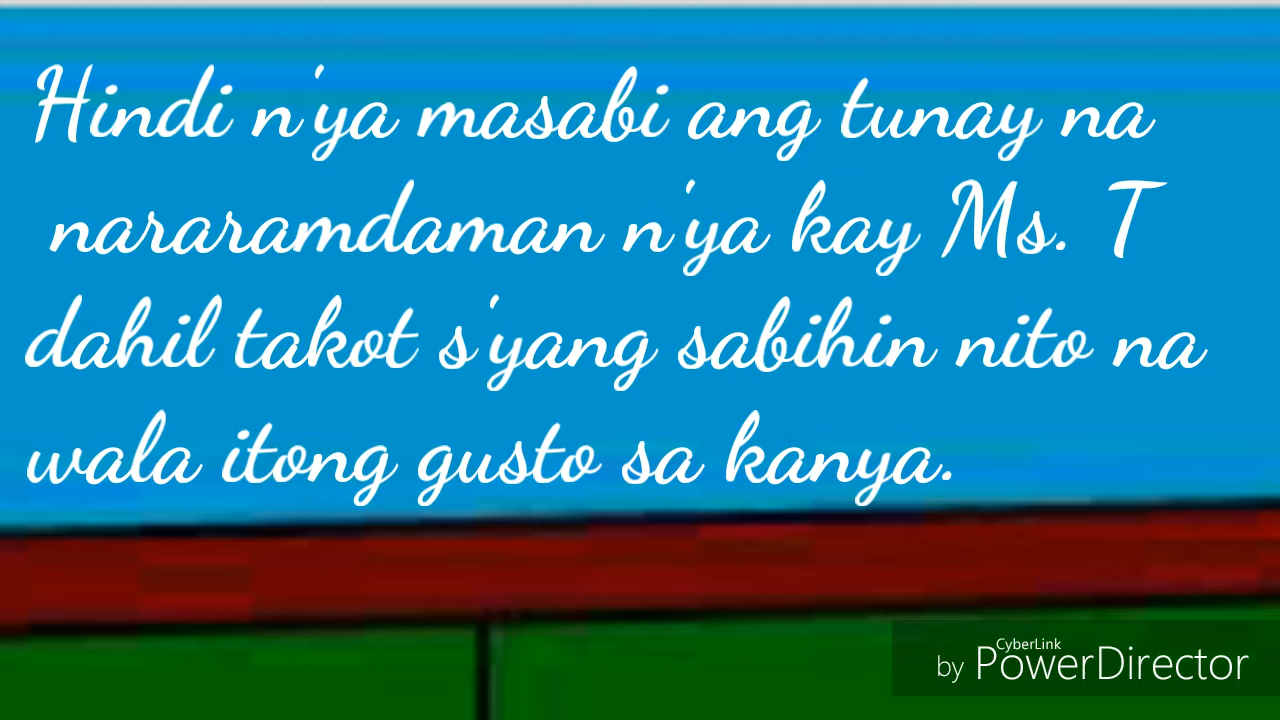 Hindi n'ya masabi ang tunay na
nararamdaman n'ya kay Ms. T
dahil takot s'yang sabihin nito na
wala itong gusto sa kanya.
CyberLink
by PowerDirector